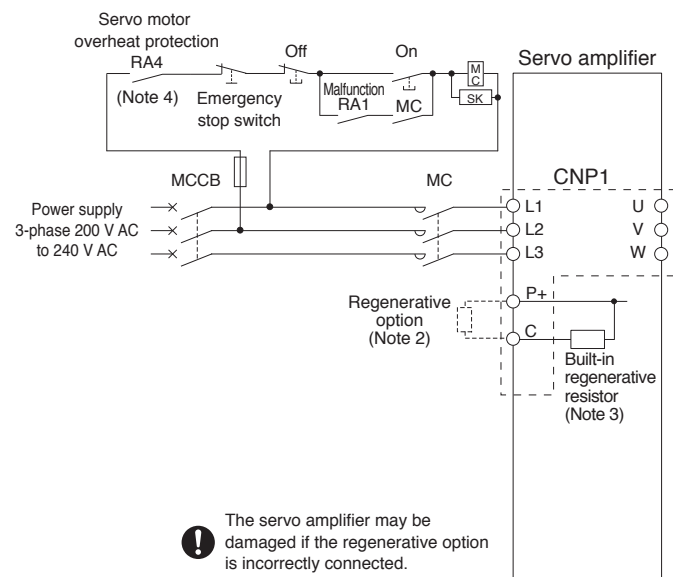 Servo motor
overheat protection
RA4
(Note 4)
Emergency
stop switch
Off
On
Malfunction
RA1
MC
M
C
SK
Servo amplifier
MCCB
MC
CNP1
Power supply
3-phase 200 V AC
to 240 V AC
L1
L2
L3
U
V
W
Regenerative
option
(Note 2)
P+
C
Built-in
regenerative
resistor
(Note 3)
The servo amplifier may be
damaged if the regenerative option
is incorrectly connected.